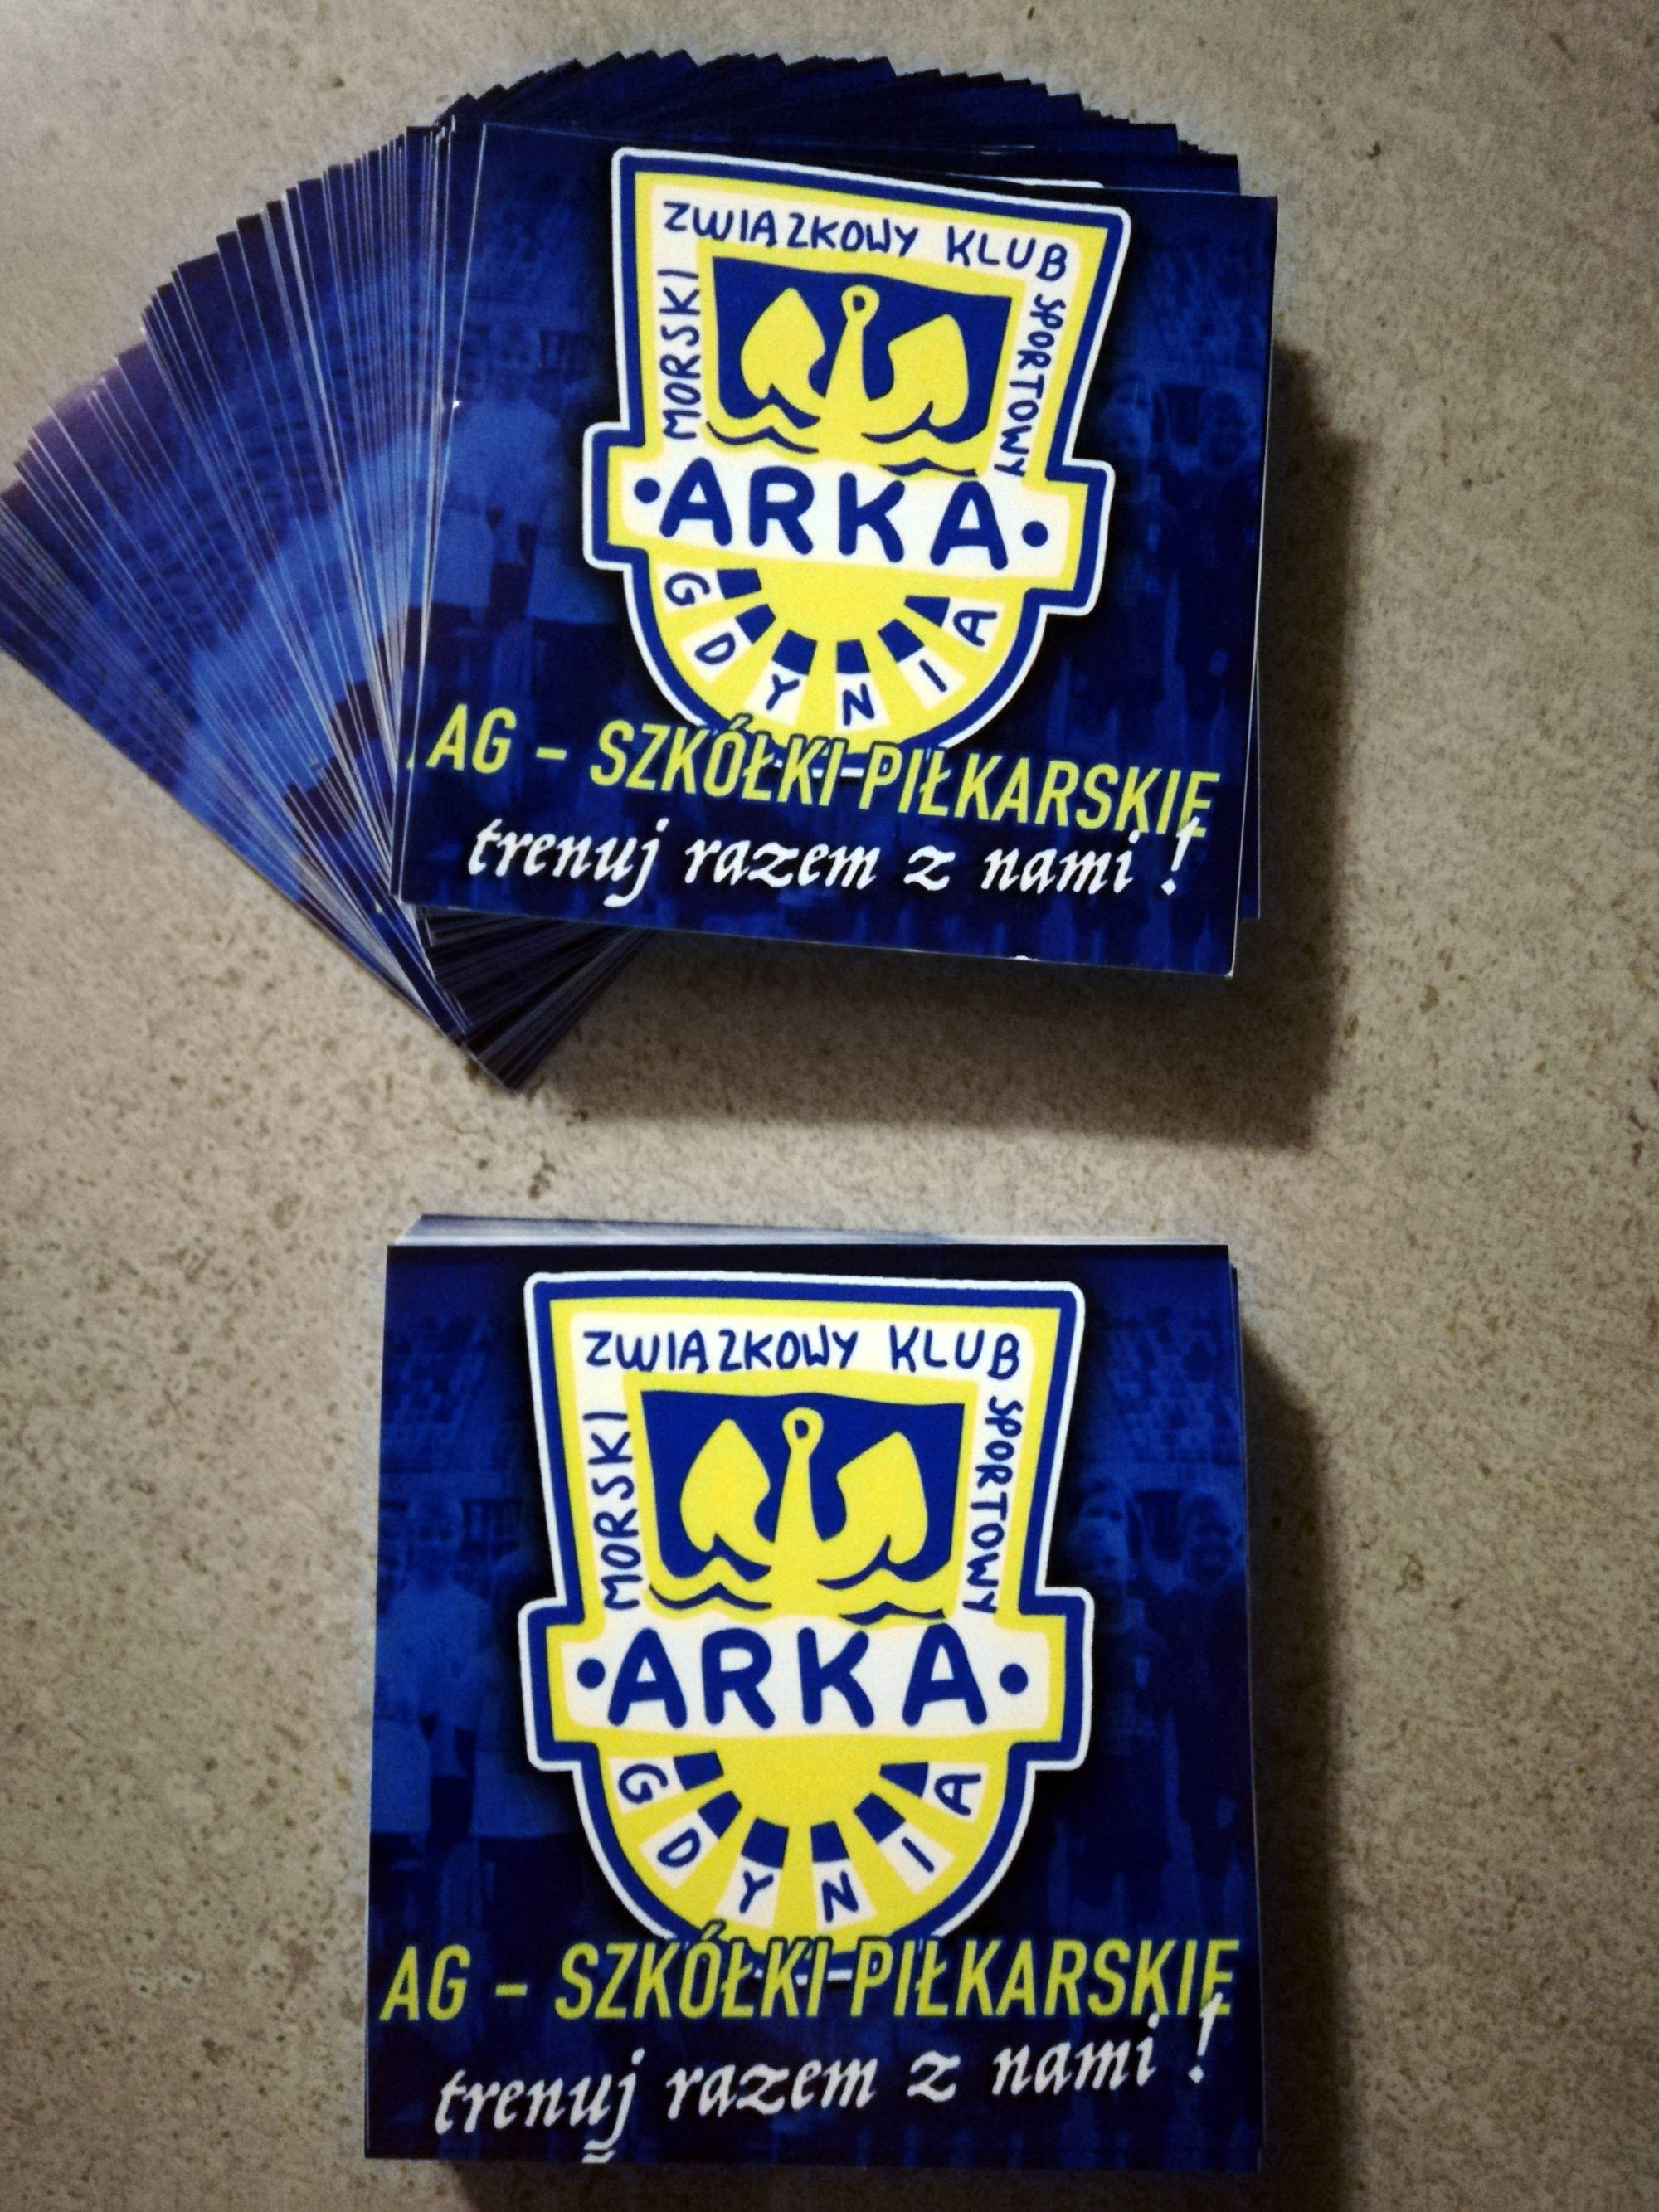 ZWIĄZKOWY KLUB
MORSKI
SPORTOWY
• ARKA •
GDYNIA
AG – SZKÓŁKI PIŁKARSKIE
trenuj razem z nami !
ZWIĄZKOWY KLUB
MORSKI
SPORTOWY
• ARKA •
GDYNIA
AG – SZKÓŁKI PIŁKARSKIE
trenuj razem z nami !